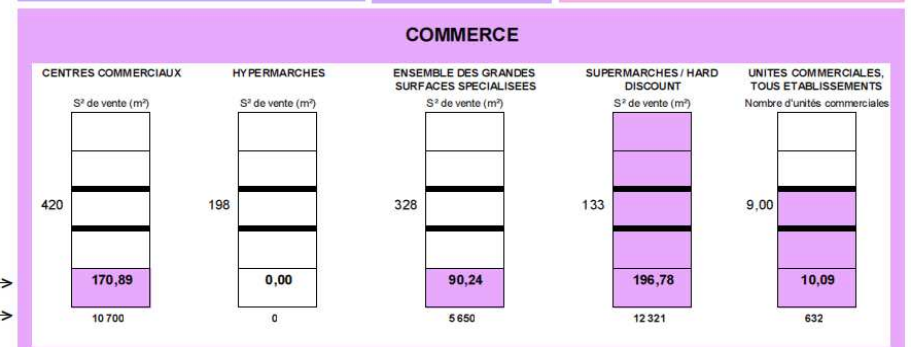 COMMERCE
CENTRES COMMERCIAUX
S² de vente (m²)
420
170,89
10 700
HYPERMARCHES
S² de vente (m²)
198
0,00
0
ENSEMBLE DES GRANDES
SURFACES SPECIALISEES
S² de vente (m²)
328
90,24
5 650
SUPERMARCHES / HARD
DISCOUNT
S² de vente (m²)
133
196,78
12 321
UNITES COMMERCIALES,
TOUS ETABLISSEMENTS
Nombre d'unités commerciales
9,00
10,09
632